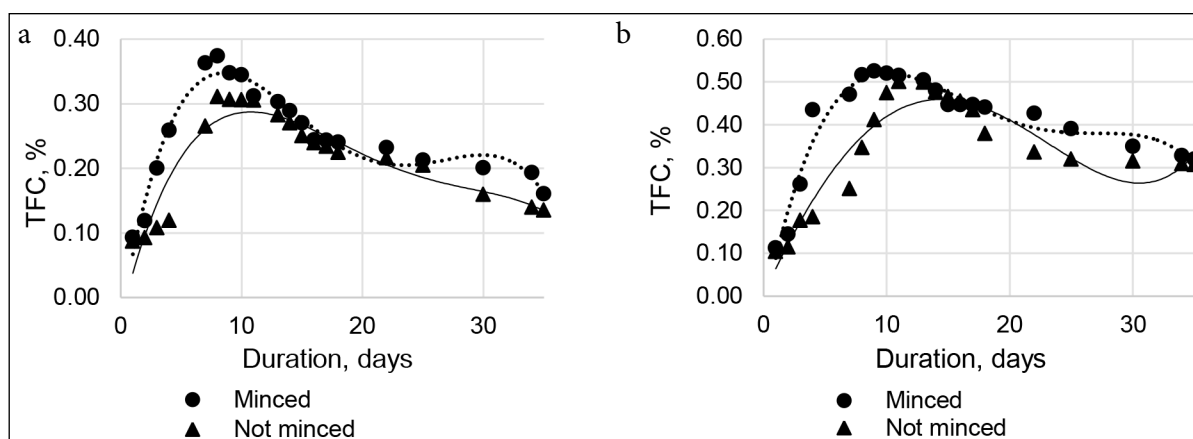 a
TFC, %
0.40
0.30
0.20
0.10
0.00
0 10 20 30
Duration, days
Minced
Not minced
b
TFC, %
0.60
0.50
0.40
0.30
0.20
0.10
0.00
0 10 20 30
Duration, days
Minced
Not minced